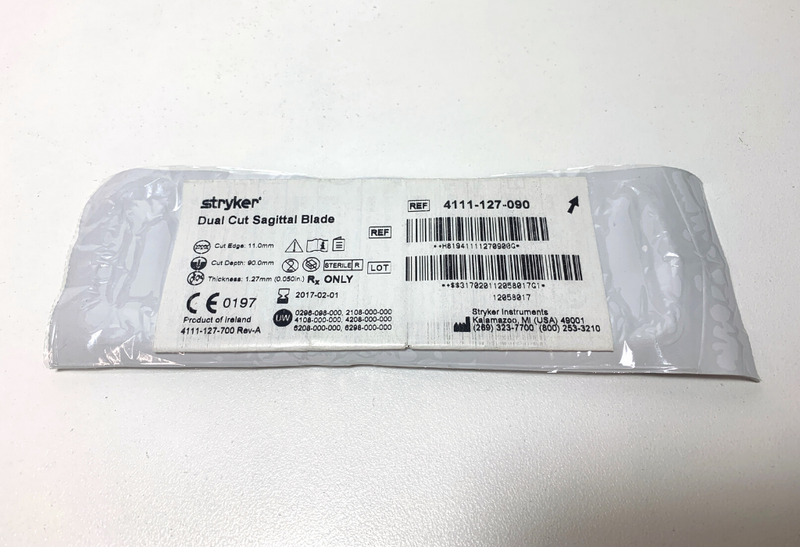 stryker®
Dual Cut Sagittal Blade
Cut Edge: 11.0mm
Cut Depth: 90.0mm
STERILE R
Thickness: 1.27mm (0.050in.) Rx ONLY
CE 0197
2017-02-01
Product of Ireland
4111-127-700 Rev-A
UW
0296-098-000, 2108-000-000
4108-000-000, 4208-000-000
6208-000-000, 6298-000-000
REF
LOT
REF 4111-127-090
12058017
Stryker Instruments
Kalamazoo, MI (USA) 49001
(269) 323-7700 (800) 253-3210